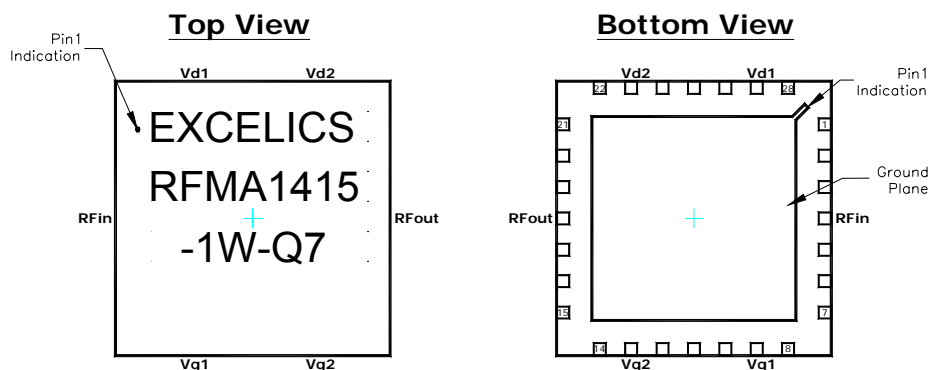 Top View
Pin1
Indication
Vd1
Vd2
EXCELICS
RFMA1415
-1W-Q7
RFin
RFout
Vg1
Vg2
Bottom View
Vd2
Vd1
Pin1
Indication
22
28
21
1
Ground
Plane
RFout
RFin
15
7
14
8
Vg2
Vg1